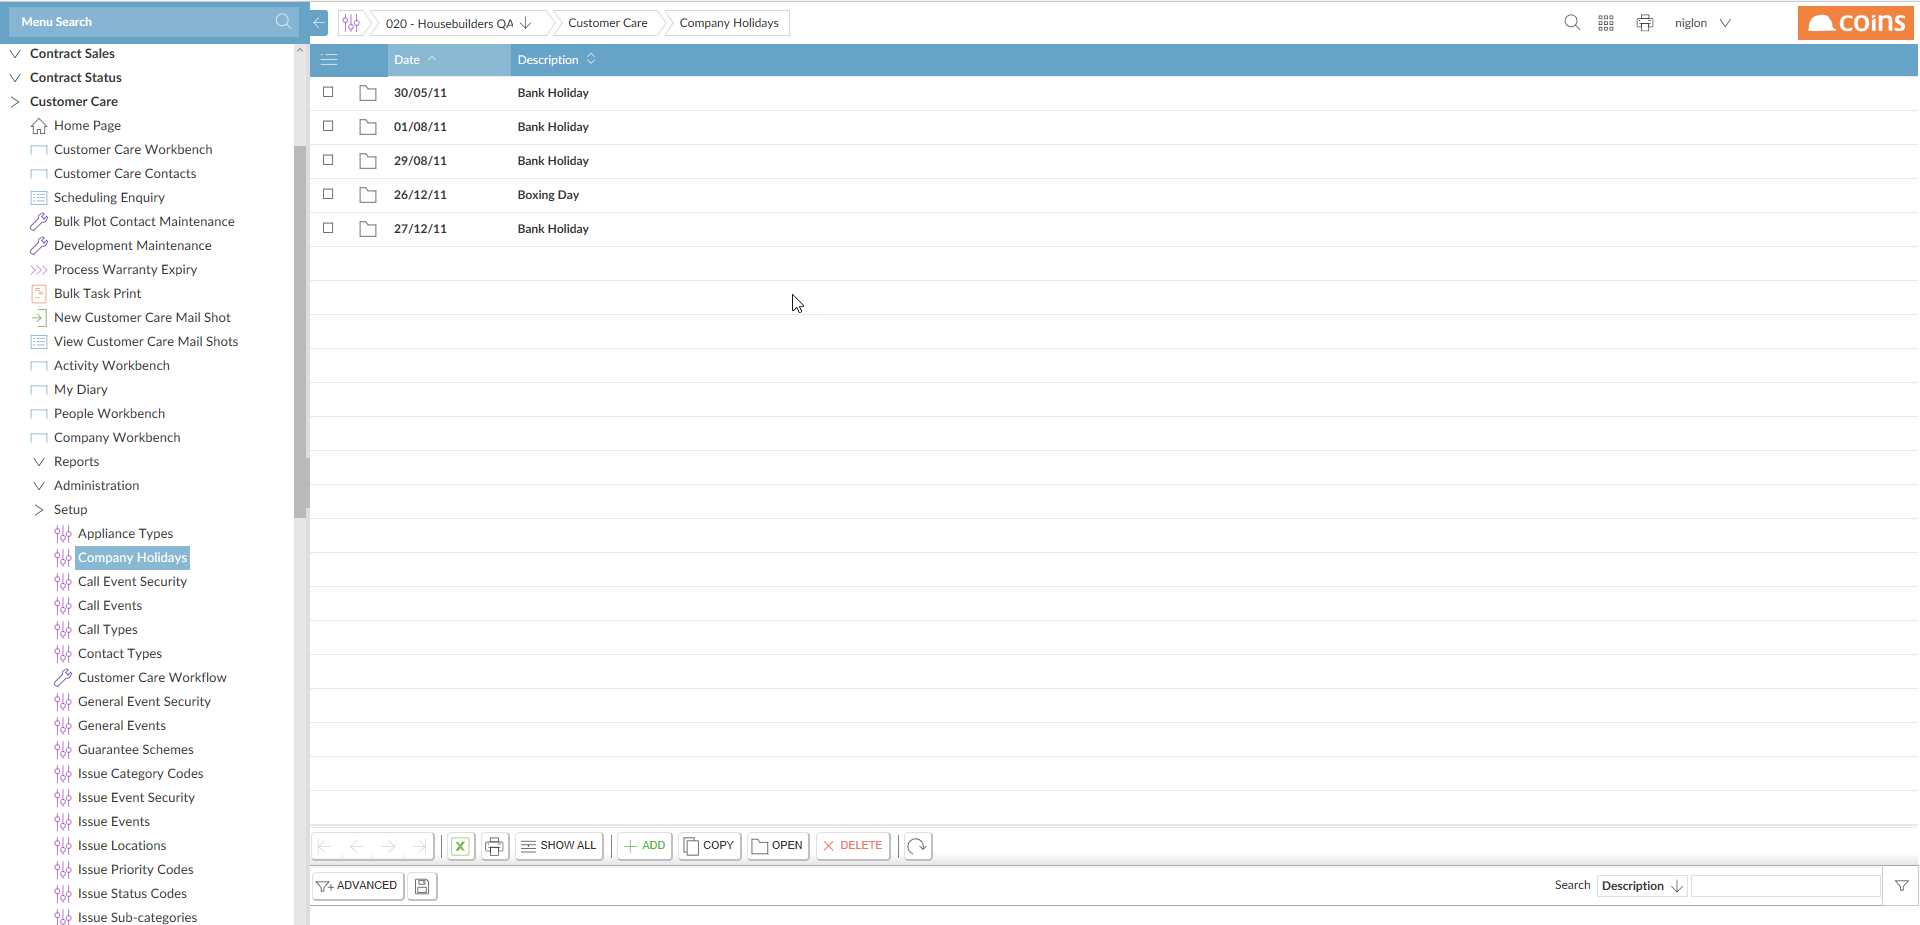 Menu Search
020 - Housebuilders QA
Customer Care
Company Holidays
niglon
coins
Contract Sales
Contract Status
Customer Care
Home Page
Customer Care Workbench
Customer Care Contacts
Scheduling Enquiry
Bulk Plot Contact Maintenance
Development Maintenance
Process Warranty Expiry
Bulk Task Print
New Customer Care Mail Shot
View Customer Care Mail Shots
Activity Workbench
My Diary
People Workbench
Company Workbench
Reports
Administration
Setup
Appliance Types
Company Holidays
Call Event Security
Call Events
Call Types
Contact Types
Customer Care Workflow
General Event Security
General Events
Guarantee Schemes
Issue Category Codes
Issue Event Security
Issue Events
Issue Locations
Issue Priority Codes
Issue Status Codes
Issue Sub-categories
Date Description
30/05/11 Bank Holiday
01/08/11 Bank Holiday
29/08/11 Bank Holiday
26/12/11 Boxing Day
27/12/11 Bank Holiday
SHOW ALL ADD COPY OPEN DELETE
ADVANCED Search Description